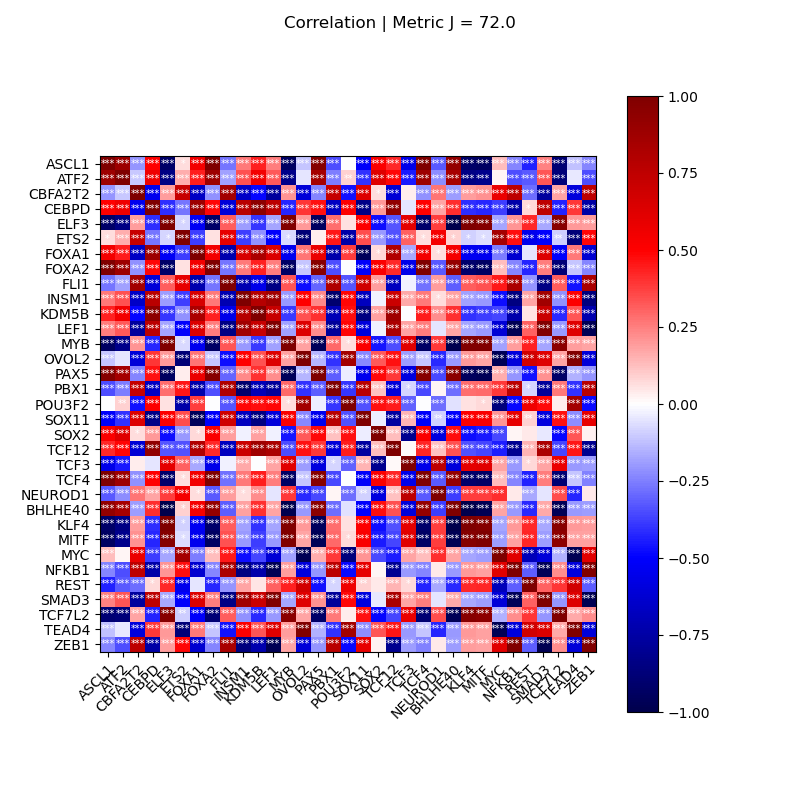 Correlation | Metric J = 72.0
ASCL1
ATF2
CBFA2T2
CEBPD
ELF3
ETS2
FOXA1
FOXA2
FLI1
INSM1
KDM5B
LEF1
MYB
OVOL2
PAX5
PBX1
POU3F2
SOX11
SOX2
TCF12
TCF3
TCF4
NEUROD1
BHLHE40
KLF4
MITF
MYC
NFKB1
REST
SMAD3
TCF7L2
TEAD4
ZEB1
ASCL1
ATF2
CBFA2T2
CEBPD
ELF3
ETS2
FOXA1
FOXA2
FLI1
INSM1
KDM5B
LEF1
MYB
OVOL2
PAX5
PBX1
POU3F2
SOX11
SOX2
TCF12
TCF3
TCF4
NEUROD1
BHLHE40
KLF4
MITF
MYC
NFKB1
REST
SMAD3
TCF7L2
TEAD4
ZEB1
1.00
0.75
0.50
0.25
0.00
−0.25
−0.50
−0.75
−1.00